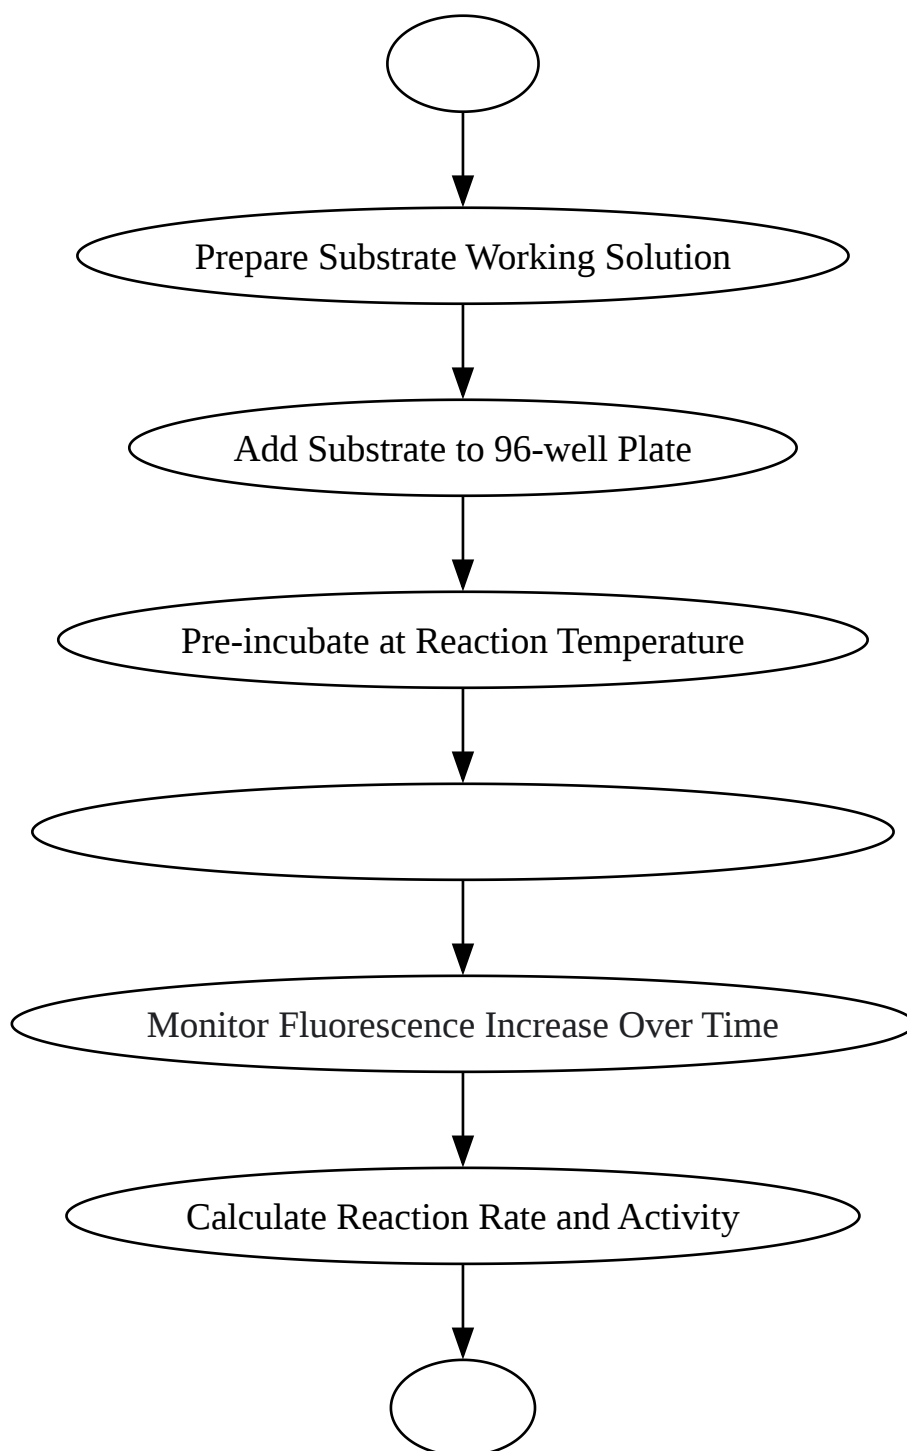 Prepare Substrate Working Solution
Add Substrate to 96-well Plate
Pre-incubate at Reaction Temperature
Monitor Fluorescence Increase Over Time
Calculate Reaction Rate and Activity